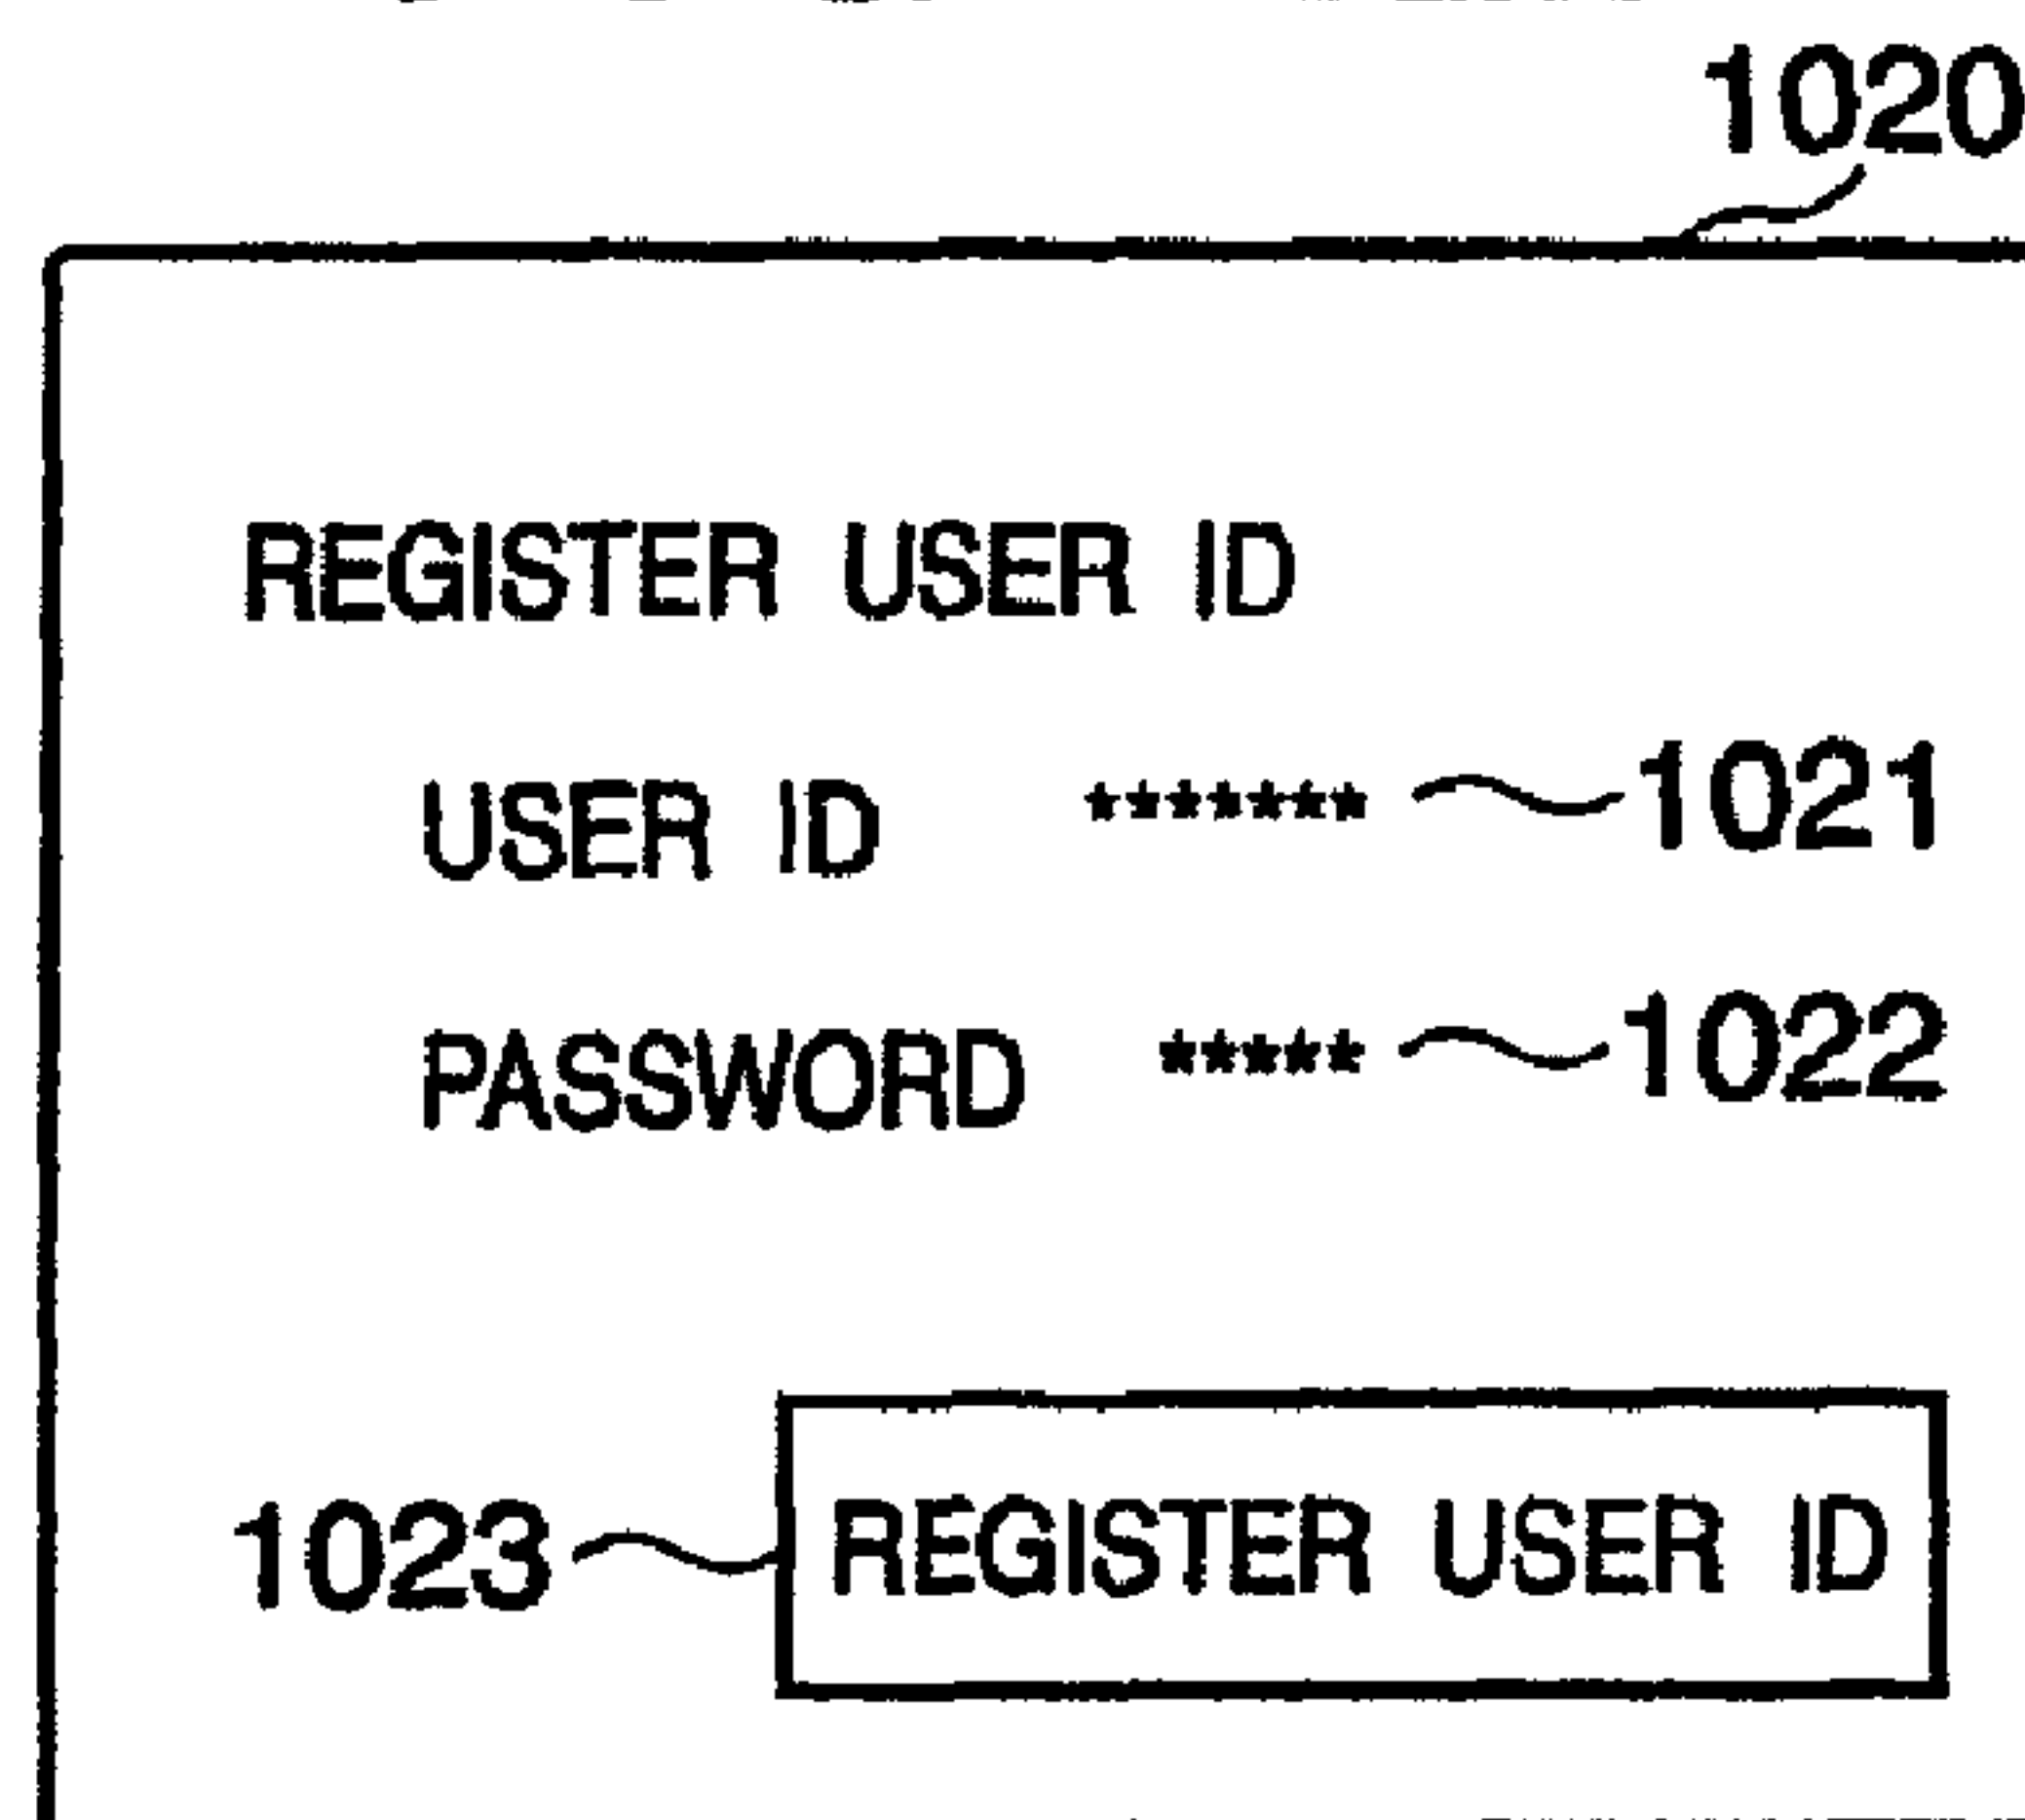 1020
REGISTER USER ID
USER ID ******* 1021
PASSWORD ***** 1022
1023 REGISTER USER ID